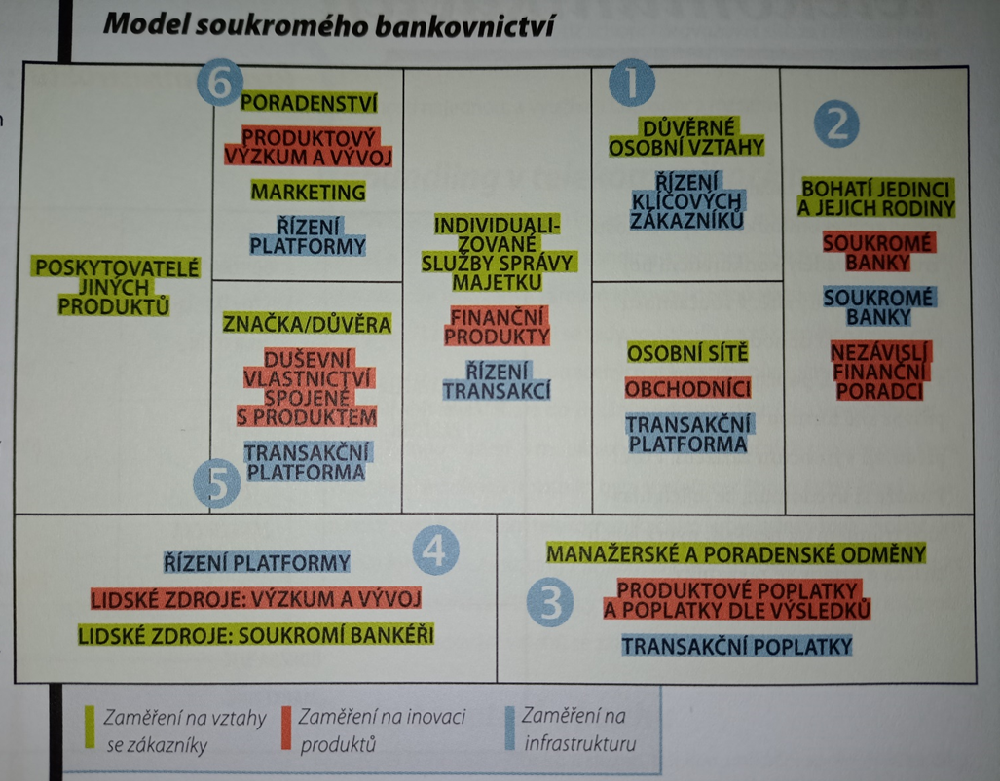 Model soukromého bankovnictví
POSKYTOVATELÉ
JINÝCH
PRODUKTŮ
6
PORADENSTVÍ
PRODUKTOVÝ
VÝZKUM A VÝVOJ
MARKETING
ŘÍZENÍ
PLATFORMY
ZNAČKA/DŮVĚRA
DUŠEVNÍ
VLASTNICTVÍ
SPOJENÉ
S PRODUKTEM
TRANSAKČNÍ
PLATFORMA
5
INDIVIDUALI-
ZOVANÉ
SLUŽBY SPRÁVY
MAJETKU
FINANČNÍ
PRODUKTY
ŘÍZENÍ
TRANSAKCÍ
1
DŮVĚRNÉ
OSOBNÍ VZTAHY
ŘÍZENÍ
KLÍČOVÝCH
ZÁKAZNÍKŮ
OSOBNÍ SÍTĚ
OBCHODNÍCI
TRANSAKČNÍ
PLATFORMA
2
BOHATÍ JEDINCI
A JEJICH RODINY
SOUKROMÉ
BANKY
SOUKROMÉ
BANKY
NEZÁVISLÍ
FINANČNÍ
PORADCI
4
ŘÍZENÍ PLATFORMY
LIDSKÉ ZDROJE: VÝZKUM A VÝVOJ
LIDSKÉ ZDROJE: SOUKROMÍ BANKÉŘI
MANAŽERSKÉ A PORADENSKÉ ODMĚNY
3
PRODUKTOVÉ POPLATKY
A POPLATKY DLE VÝSLEDKŮ
TRANSAKČNÍ POPLATKY
Zaměření na vztahy
se zákazníky
Zaměření na inovaci
produktů
Zaměření na
infrastrukturu